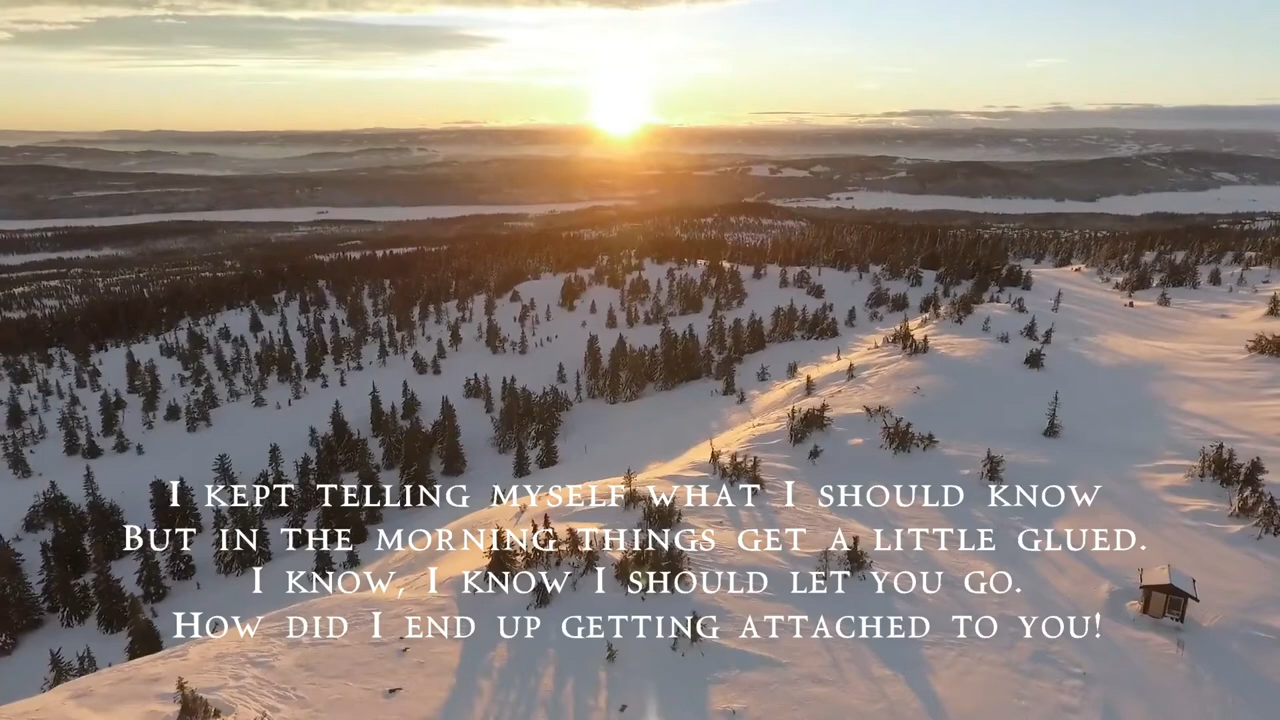 I kept telling myself what I should know
But in the morning things get a little glued.
I know, I know I should let you go.
How did I end up getting attached to you!